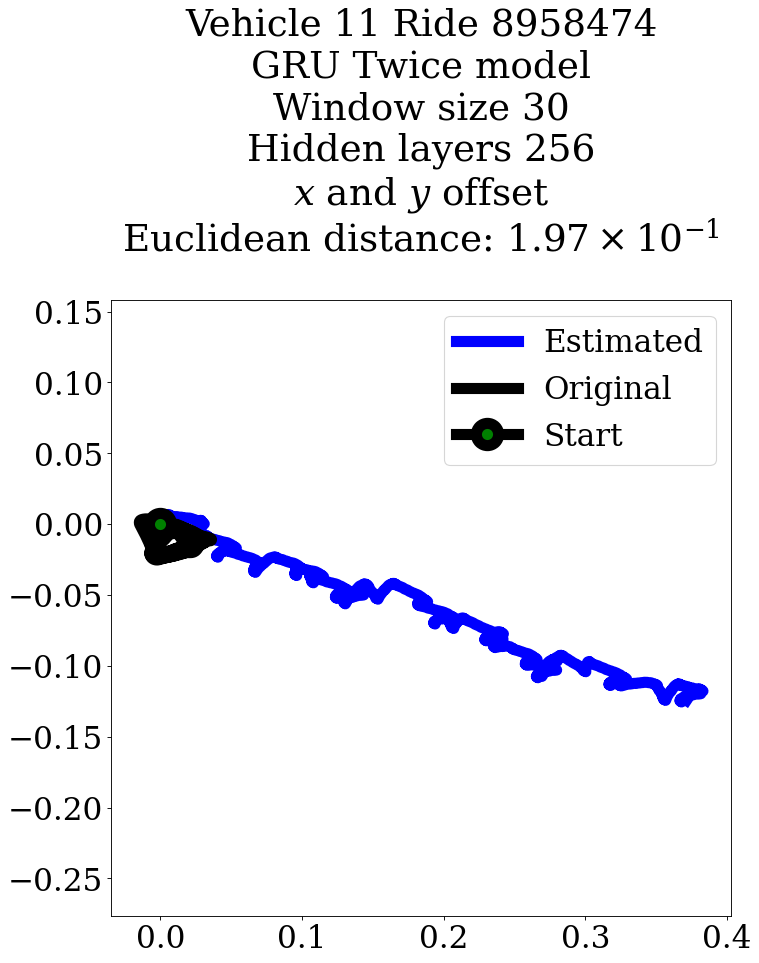 Vehicle 11 Ride 8958474
GRU Twice model
Window size 30
Hidden layers 256
x and y offset
Euclidean distance: 1.97 × 10⁻¹
Estimated
Original
Start
0.15
0.10
0.05
0.00
−0.05
−0.10
−0.15
−0.20
−0.25
0.0 0.1 0.2 0.3 0.4